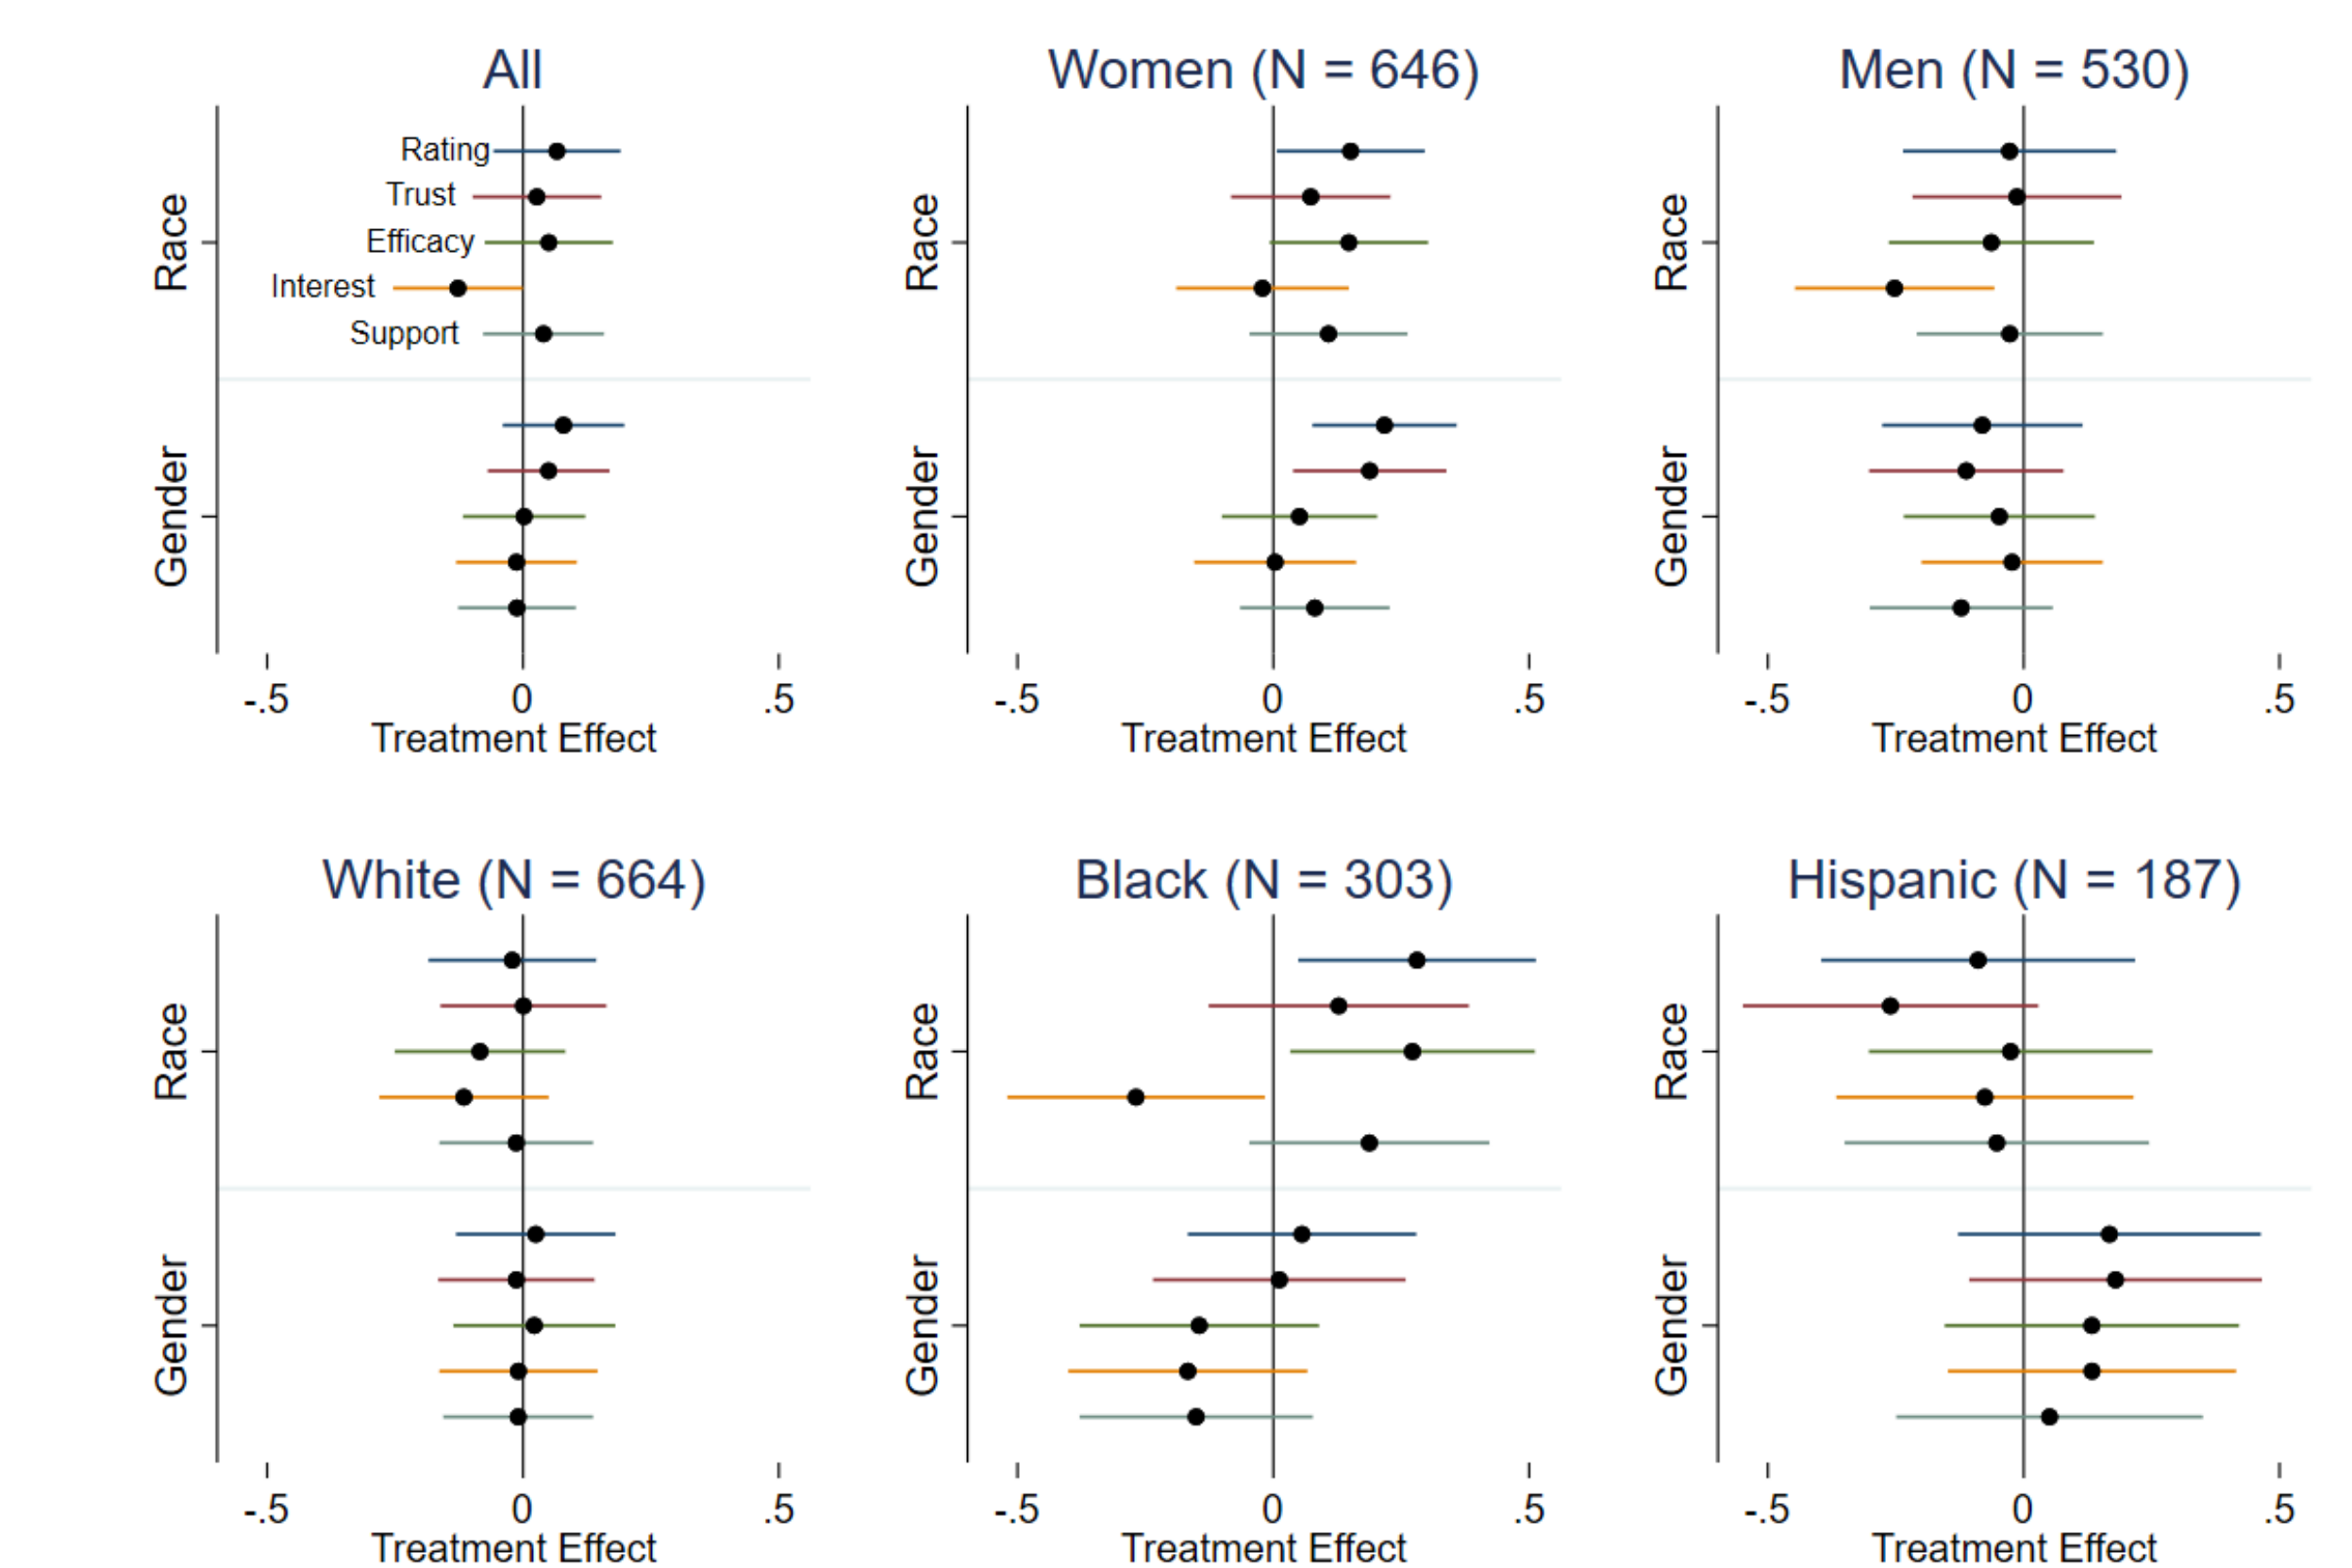 All
Rating
Trust
Efficacy
Interest
Support
Race
Gender
-.5 0 .5
Treatment Effect
Women (N = 646)
Race
Gender
-.5 0 .5
Treatment Effect
Men (N = 530)
Race
Gender
-.5 0 .5
Treatment Effect
White (N = 664)
Race
Gender
-.5 0 .5
Treatment Effect
Black (N = 303)
Race
Gender
-.5 0 .5
Treatment Effect
Hispanic (N = 187)
Race
Gender
-.5 0 .5
Treatment Effect